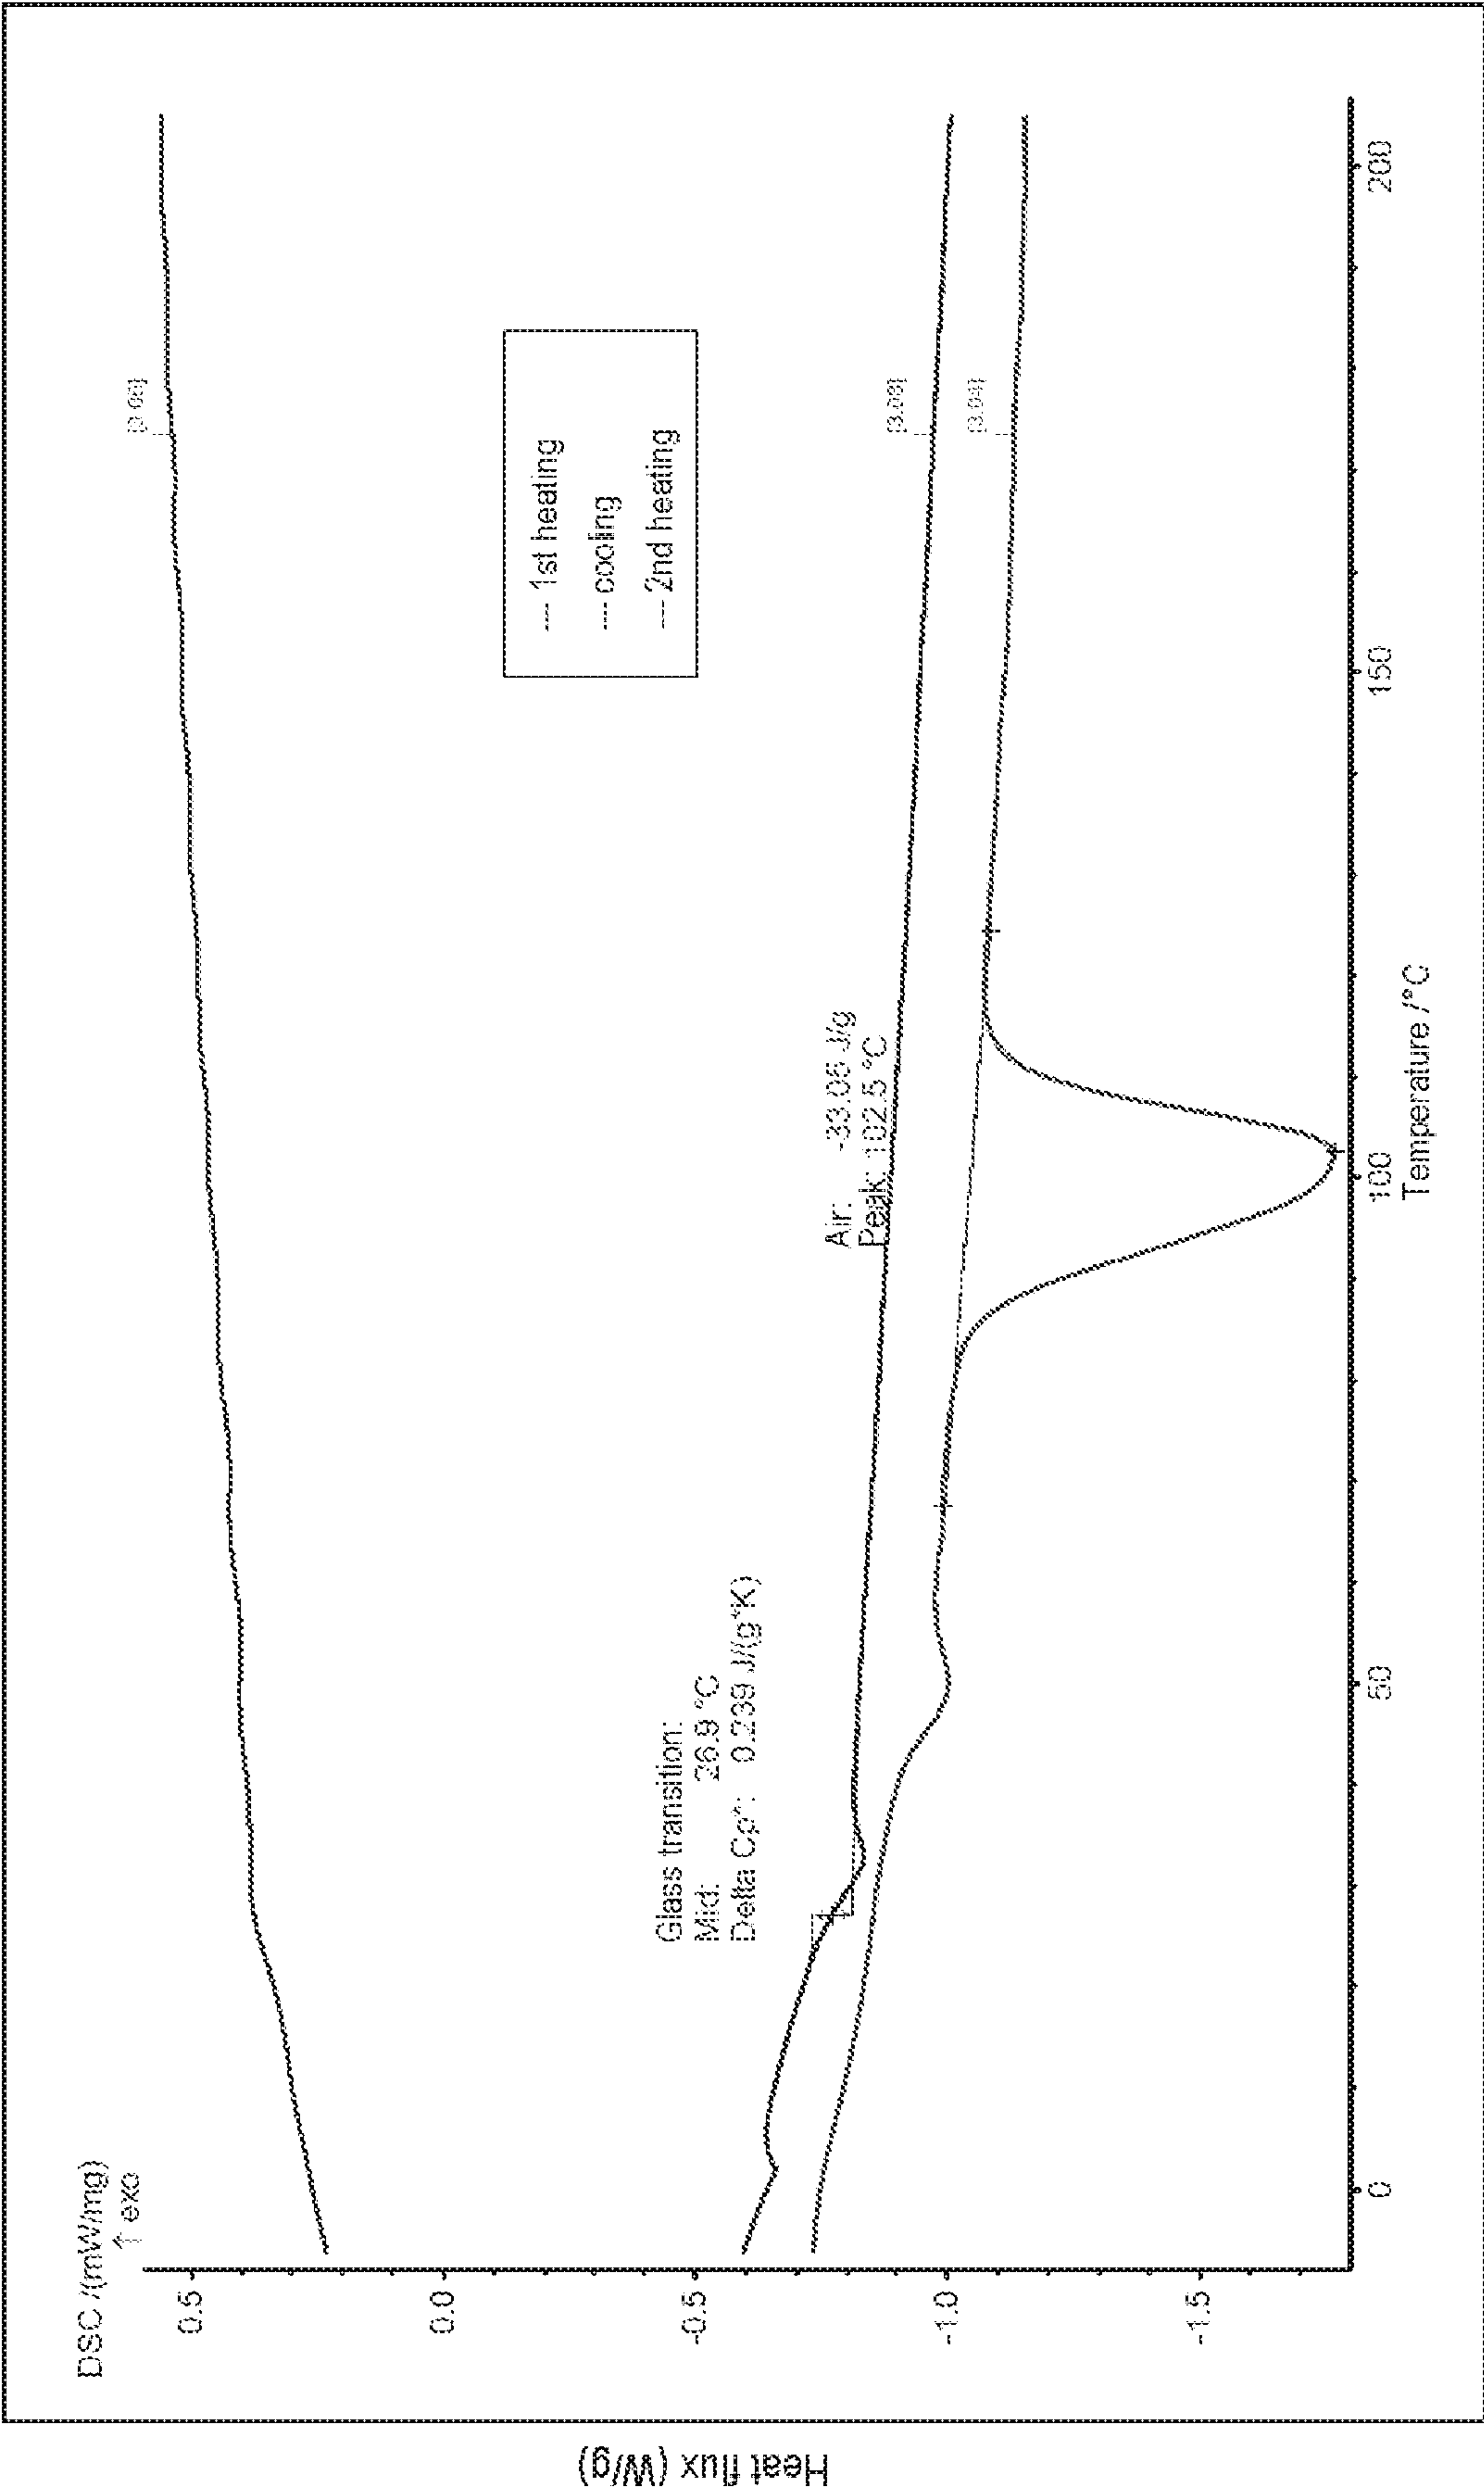 DSC /(mW/mg)
↑ exo
0.5
0.0
-0.5
-1.0
-1.5
Heat flux (W/g)
--- 1st heating
--- cooling
--- 2nd heating
Glass transition:
Mid: 26.9 °C
Delta Cp*: 0.239 J/(g*K)
Air: -33.06 J/g
Peak: 102.5 °C
0
50
100
150
200
Temperature /°C